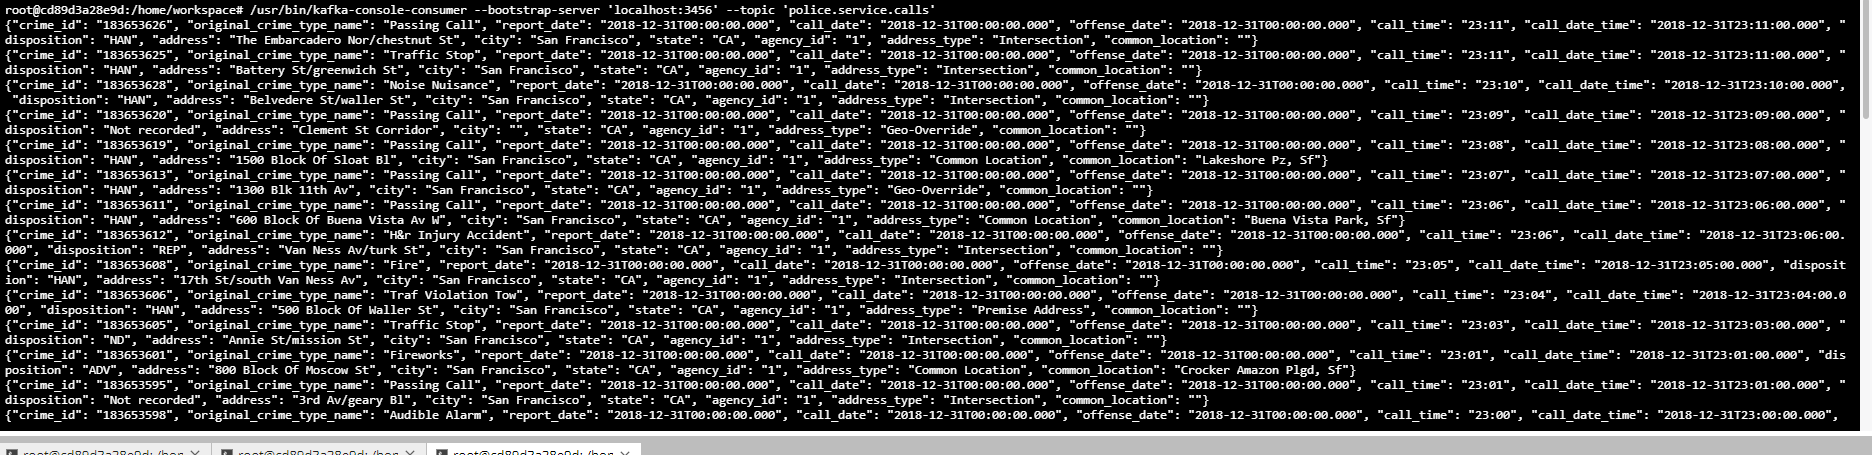 root@cd89d3a28e9d:/home/workspace# /usr/bin/kafka-console-consumer --bootstrap-server 'localhost:3456' --topic 'police.service.calls'
{"crime_id": "183653626", "original_crime_type_name": "Passing Call", "report_date": "2018-12-31T00:00:00.000", "call_date": "2018-12-31T00:00:00.000", "offense_date": "2018-12-31T00:00:00.000", "call_time": "23:11", "call_date_time": "2018-12-31T23:11:00.000", "
disposition": "HAN", "address": "The Embarcadero Nor/chestnut St", "city": "San Francisco", "state": "CA", "agency_id": "1", "address_type": "Intersection", "common_location": ""}
{"crime_id": "183653625", "original_crime_type_name": "Traffic Stop", "report_date": "2018-12-31T00:00:00.000", "call_date": "2018-12-31T00:00:00.000", "offense_date": "2018-12-31T00:00:00.000", "call_time": "23:11", "call_date_time": "2018-12-31T23:11:00.000", "
disposition": "HAN", "address": "Battery St/greenwich St", "city": "San Francisco", "state": "CA", "agency_id": "1", "address_type": "Intersection", "common_location": ""}
{"crime_id": "183653628", "original_crime_type_name": "Noise Nuisance", "report_date": "2018-12-31T00:00:00.000", "call_date": "2018-12-31T00:00:00.000", "offense_date": "2018-12-31T00:00:00.000", "call_time": "23:10", "call_date_time": "2018-12-31T23:10:00.000",
"disposition": "HAN", "address": "Belvedere St/waller St", "city": "San Francisco", "state": "CA", "agency_id": "1", "address_type": "Intersection", "common_location": ""}
{"crime_id": "183653620", "original_crime_type_name": "Passing Call", "report_date": "2018-12-31T00:00:00.000", "call_date": "2018-12-31T00:00:00.000", "offense_date": "2018-12-31T00:00:00.000", "call_time": "23:09", "call_date_time": "2018-12-31T23:09:00.000", "
disposition": "Not recorded", "address": "Clement St Corridor", "city": "", "state": "CA", "agency_id": "1", "address_type": "Geo-Override", "common_location": ""}
{"crime_id": "183653619", "original_crime_type_name": "Passing Call", "report_date": "2018-12-31T00:00:00.000", "call_date": "2018-12-31T00:00:00.000", "offense_date": "2018-12-31T00:00:00.000", "call_time": "23:08", "call_date_time": "2018-12-31T23:08:00.000", "
disposition": "HAN", "address": "1500 Block Of Sloat Bl", "city": "San Francisco", "state": "CA", "agency_id": "1", "address_type": "Common Location", "common_location": "Lakeshore Pz, Sf"}
{"crime_id": "183653613", "original_crime_type_name": "Passing Call", "report_date": "2018-12-31T00:00:00.000", "call_date": "2018-12-31T00:00:00.000", "offense_date": "2018-12-31T00:00:00.000", "call_time": "23:07", "call_date_time": "2018-12-31T23:07:00.000", "
disposition": "HAN", "address": "1300 Blk 11th Av", "city": "San Francisco", "state": "CA", "agency_id": "1", "address_type": "Geo-Override", "common_location": ""}
{"crime_id": "183653611", "original_crime_type_name": "Passing Call", "report_date": "2018-12-31T00:00:00.000", "call_date": "2018-12-31T00:00:00.000", "offense_date": "2018-12-31T00:00:00.000", "call_time": "23:06", "call_date_time": "2018-12-31T23:06:00.000", "
disposition": "HAN", "address": "600 Block Of Buena Vista Av W", "city": "San Francisco", "state": "CA", "agency_id": "1", "address_type": "Common Location", "common_location": "Buena Vista Park, Sf"}
{"crime_id": "183653612", "original_crime_type_name": "H&r Injury Accident", "report_date": "2018-12-31T00:00:00.000", "call_date": "2018-12-31T00:00:00.000", "offense_date": "2018-12-31T00:00:00.000", "call_time": "23:06", "call_date_time": "2018-12-31T23:06:00.
000", "disposition": "REP", "address": "Van Ness Av/turk St", "city": "San Francisco", "state": "CA", "agency_id": "1", "address_type": "Intersection", "common_location": ""}
{"crime_id": "183653608", "original_crime_type_name": "Fire", "report_date": "2018-12-31T00:00:00.000", "call_date": "2018-12-31T00:00:00.000", "offense_date": "2018-12-31T00:00:00.000", "call_time": "23:05", "call_date_time": "2018-12-31T23:05:00.000", "disposit
ion": "HAN", "address": "17th St/south Van Ness Av", "city": "San Francisco", "state": "CA", "agency_id": "1", "address_type": "Intersection", "common_location": ""}
{"crime_id": "183653606", "original_crime_type_name": "Traf Violation Tow", "report_date": "2018-12-31T00:00:00.000", "call_date": "2018-12-31T00:00:00.000", "offense_date": "2018-12-31T00:00:00.000", "call_time": "23:04", "call_date_time": "2018-12-31T23:04:00.0
00", "disposition": "HAN", "address": "500 Block Of Waller St", "city": "San Francisco", "state": "CA", "agency_id": "1", "address_type": "Premise Address", "common_location": ""}
{"crime_id": "183653605", "original_crime_type_name": "Traffic Stop", "report_date": "2018-12-31T00:00:00.000", "call_date": "2018-12-31T00:00:00.000", "offense_date": "2018-12-31T00:00:00.000", "call_time": "23:03", "call_date_time": "2018-12-31T23:03:00.000", "
disposition": "ND", "address": "Annie St/mission St", "city": "San Francisco", "state": "CA", "agency_id": "1", "address_type": "Intersection", "common_location": ""}
{"crime_id": "183653601", "original_crime_type_name": "Fireworks", "report_date": "2018-12-31T00:00:00.000", "call_date": "2018-12-31T00:00:00.000", "offense_date": "2018-12-31T00:00:00.000", "call_time": "23:01", "call_date_time": "2018-12-31T23:01:00.000", "dis
position": "ADV", "address": "800 Block Of Moscow St", "city": "San Francisco", "state": "CA", "agency_id": "1", "address_type": "Common Location", "common_location": "Crocker Amazon Plgd, Sf"}
{"crime_id": "183653595", "original_crime_type_name": "Passing Call", "report_date": "2018-12-31T00:00:00.000", "call_date": "2018-12-31T00:00:00.000", "offense_date": "2018-12-31T00:00:00.000", "call_time": "23:01", "call_date_time": "2018-12-31T23:01:00.000", "
disposition": "Not recorded", "address": "3rd Av/geary Bl", "city": "San Francisco", "state": "CA", "agency_id": "1", "address_type": "Intersection", "common_location": ""}
{"crime_id": "183653598", "original_crime_type_name": "Audible Alarm", "report_date": "2018-12-31T00:00:00.000", "call_date": "2018-12-31T00:00:00.000", "offense_date": "2018-12-31T00:00:00.000", "call_time": "23:00", "call_date_time": "2018-12-31T23:00:00.000",